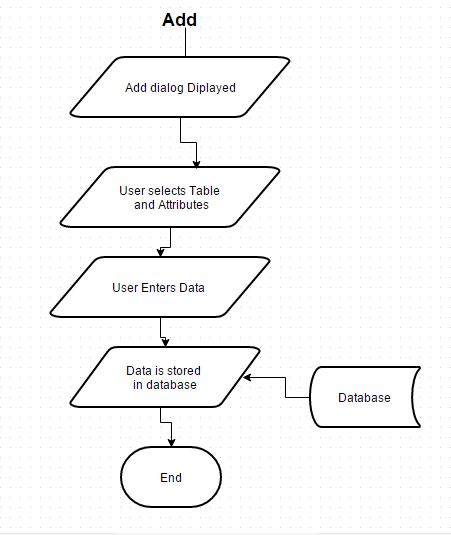 Add
Add dialog Diplayed
User selects Table
and Attributes
User Enters Data
Data is stored
in database
Database
End